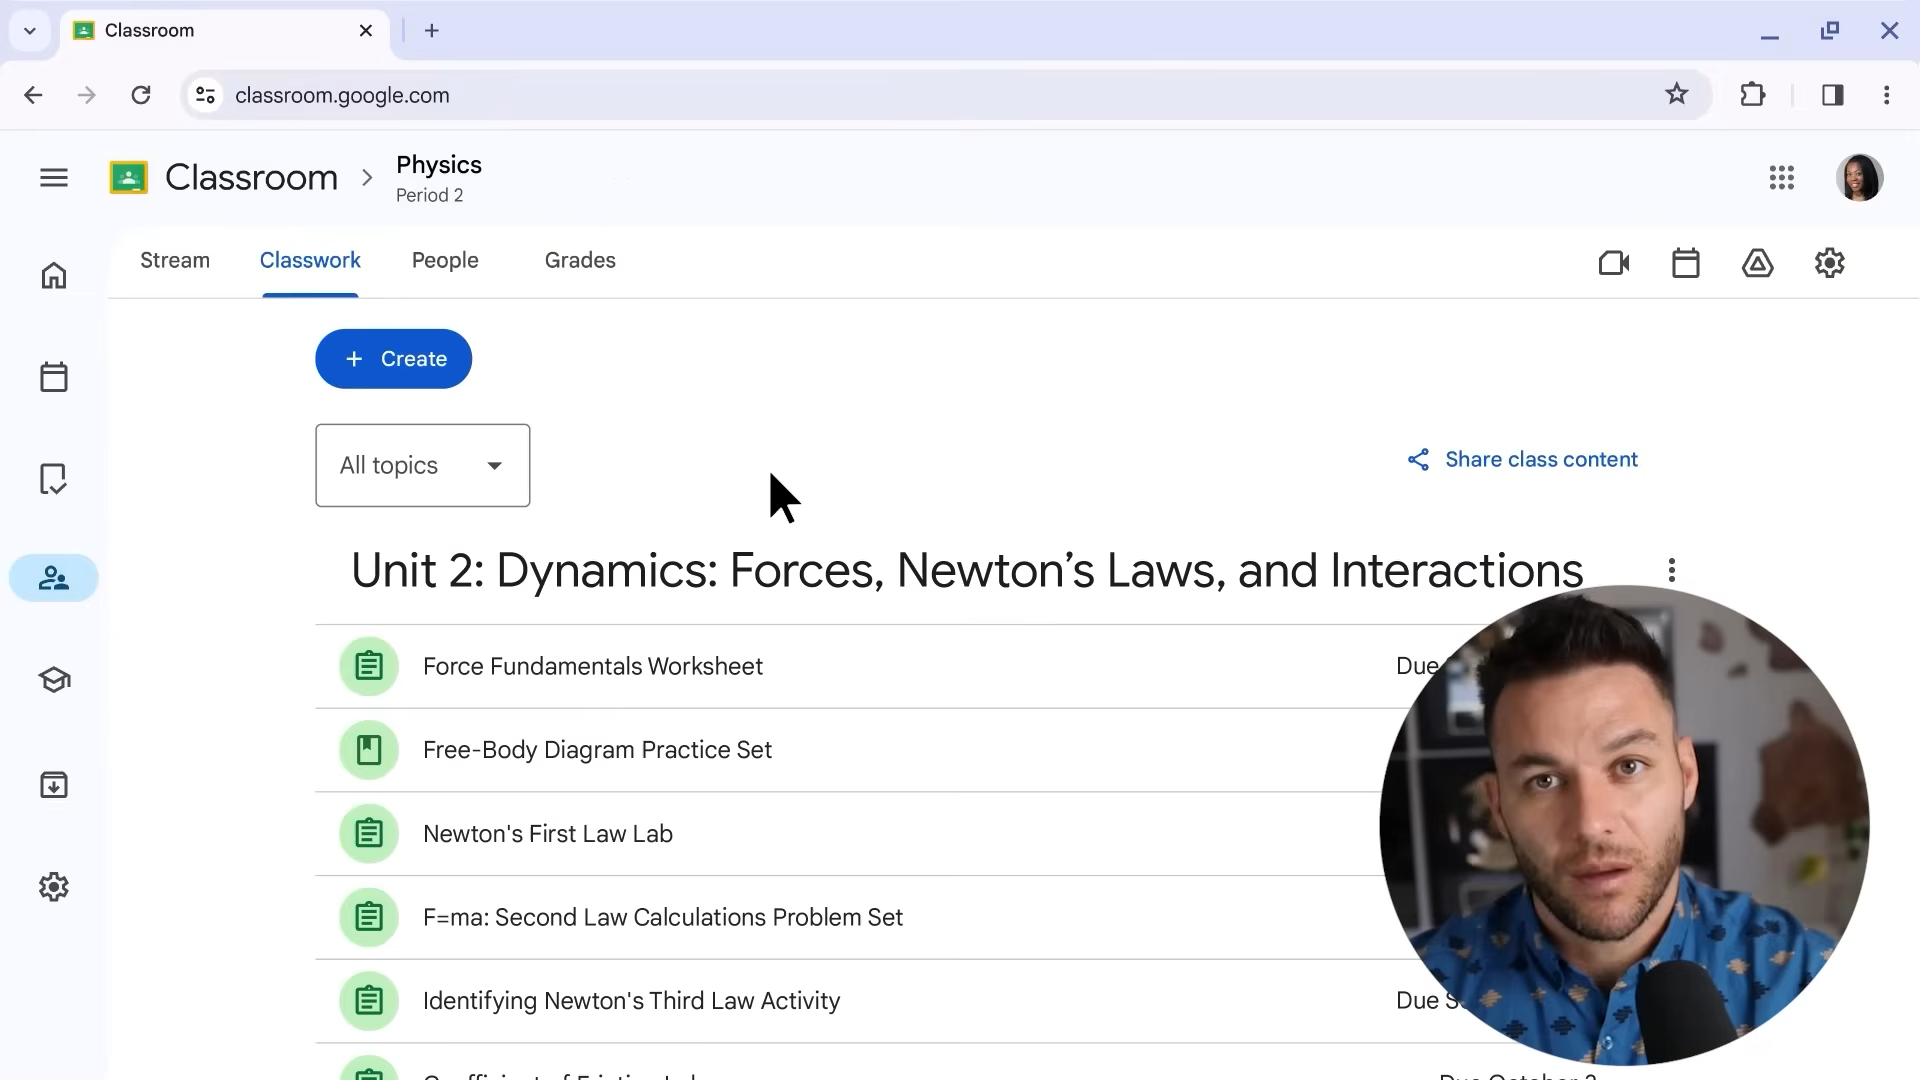 Classroom
classroom.google.com
Classroom
Physics
Period 2
Stream
Classwork
People
Grades
+ Create
All topics
Share class content
Unit 2: Dynamics: Forces, Newton’s Laws, and Interactions
Force Fundamentals Worksheet
Due
Free-Body Diagram Practice Set
Newton's First Law Lab
F=ma: Second Law Calculations Problem Set
Identifying Newton's Third Law Activity
Due